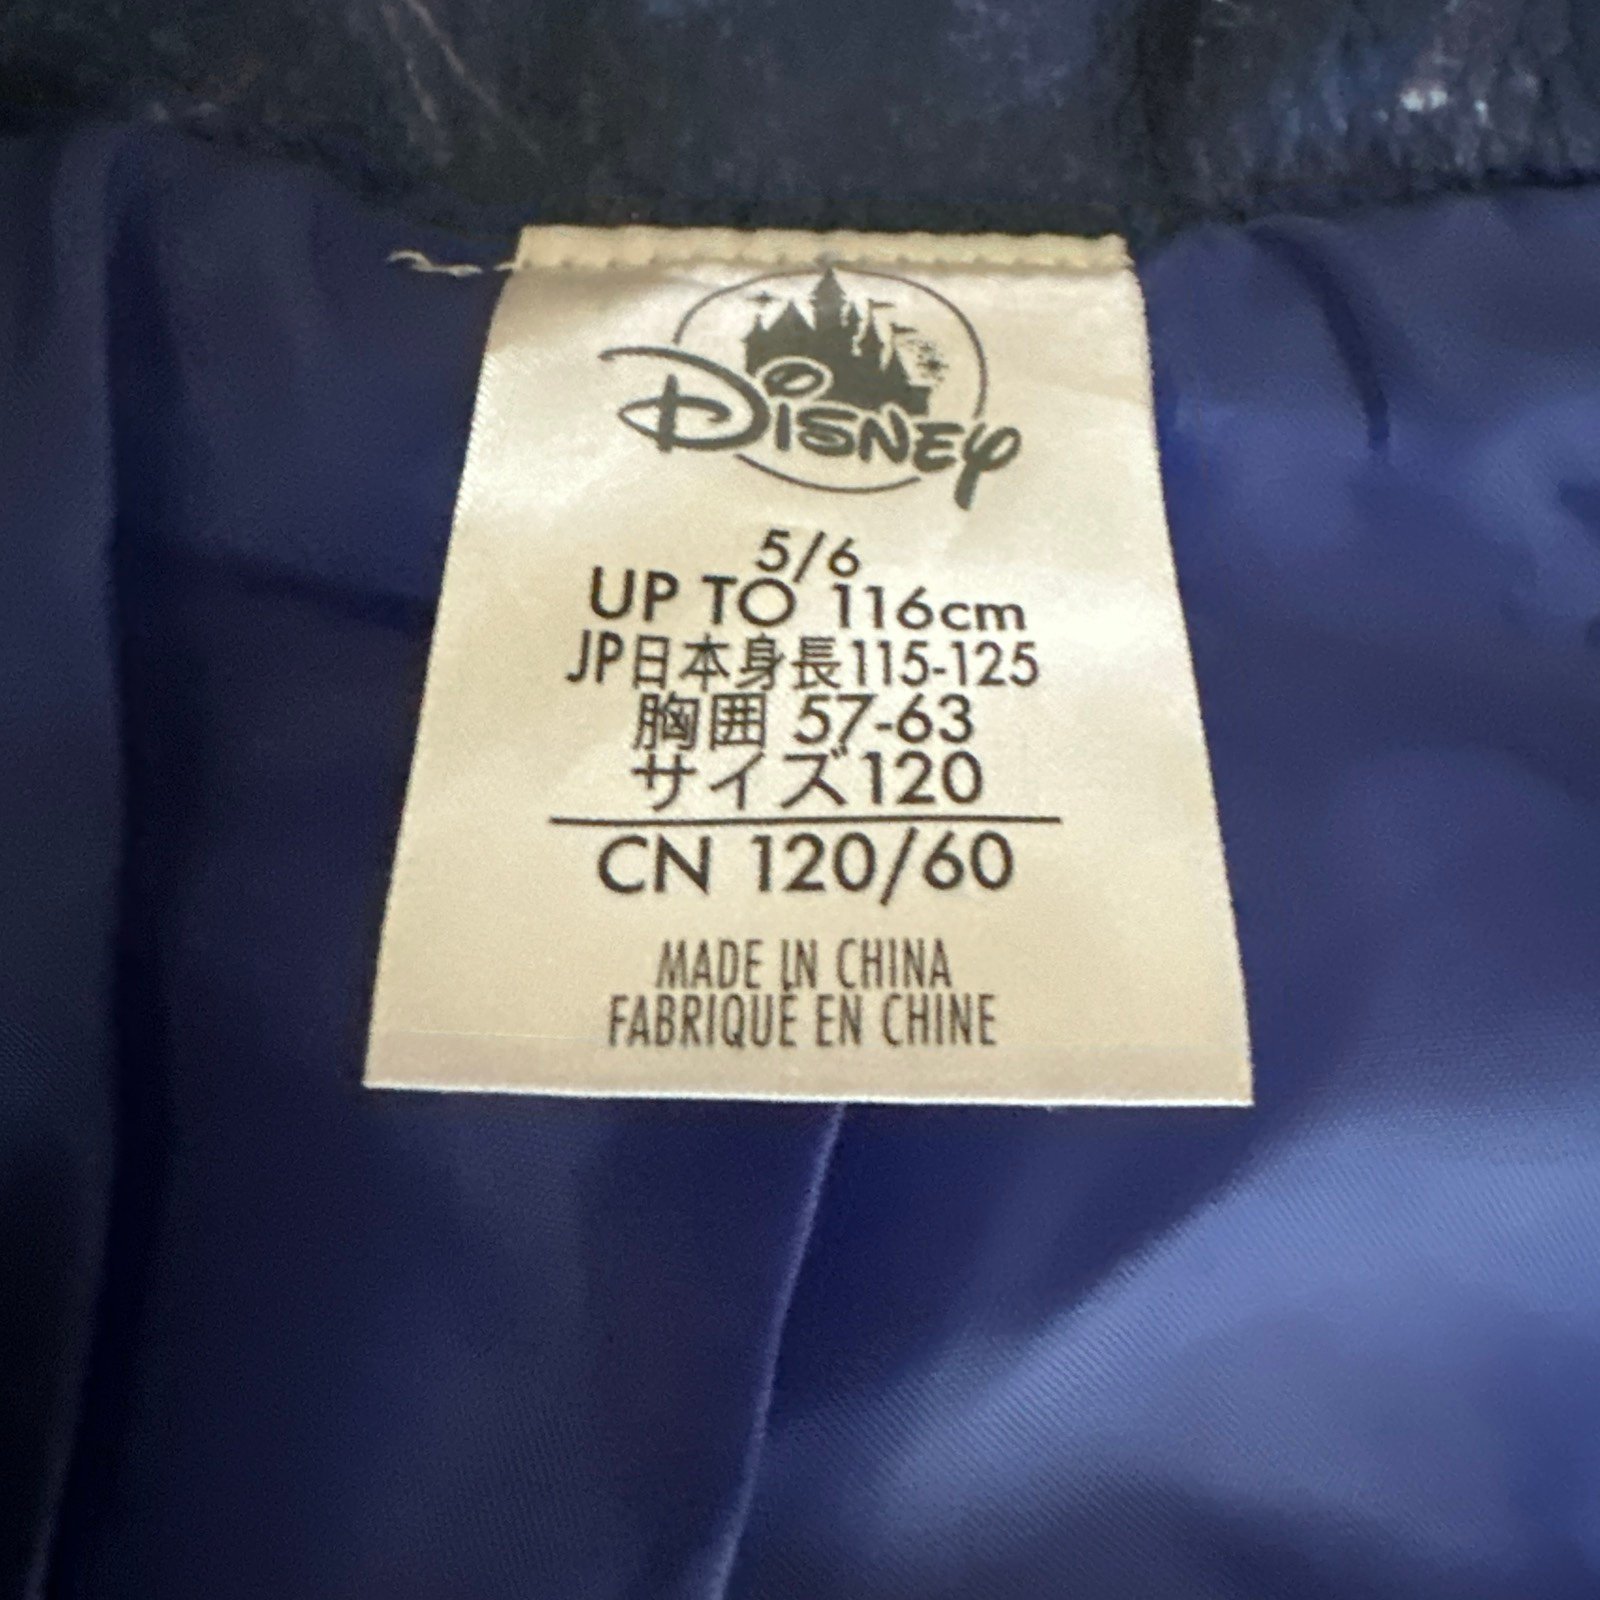 Disney
5/6
UP TO 116cm
JP日本身長115-125
胸囲 57-63
サイズ120
CN 120/60
MADE IN CHINA
FABRIQUÉ EN CHINE